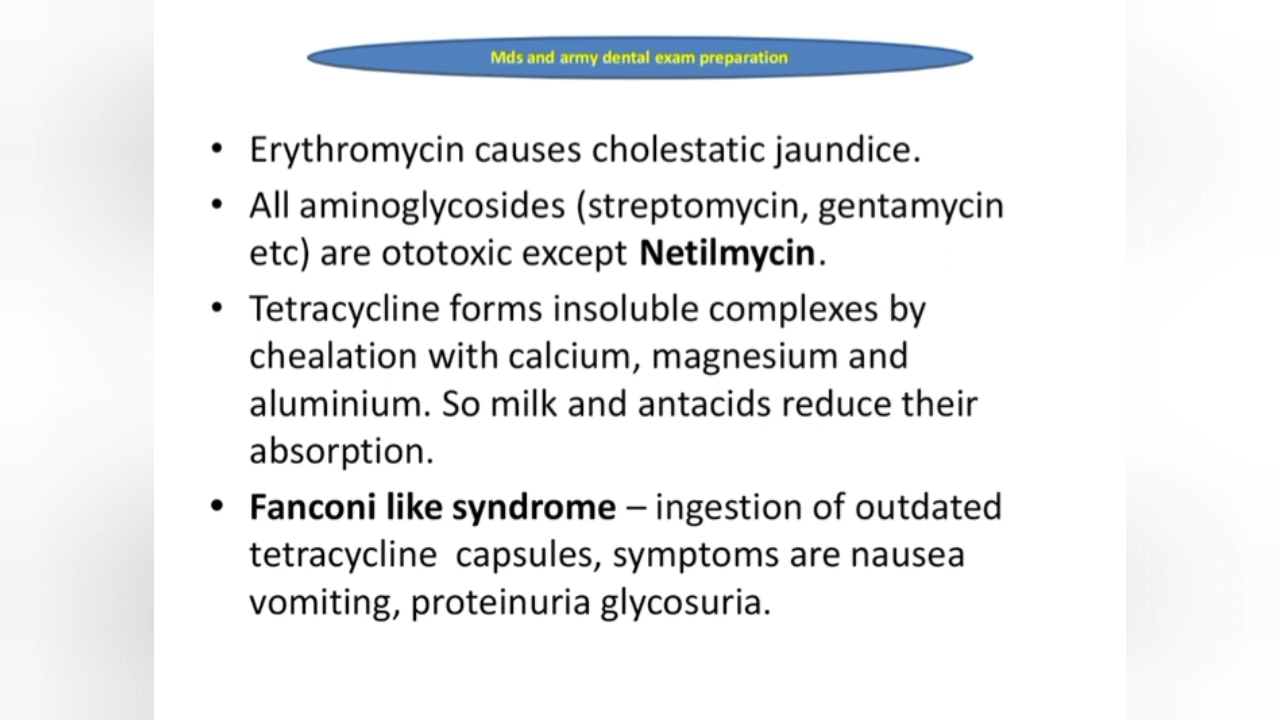 Mds and army dental exam preparation
• Erythromycin causes cholestatic jaundice.
• All aminoglycosides (streptomycin, gentamycin
etc) are ototoxic except Netilmycin.
• Tetracycline forms insoluble complexes by
chealation with calcium, magnesium and
aluminium. So milk and antacids reduce their
absorption.
• Fanconi like syndrome – ingestion of outdated
tetracycline  capsules, symptoms are nausea
vomiting, proteinuria glycosuria.